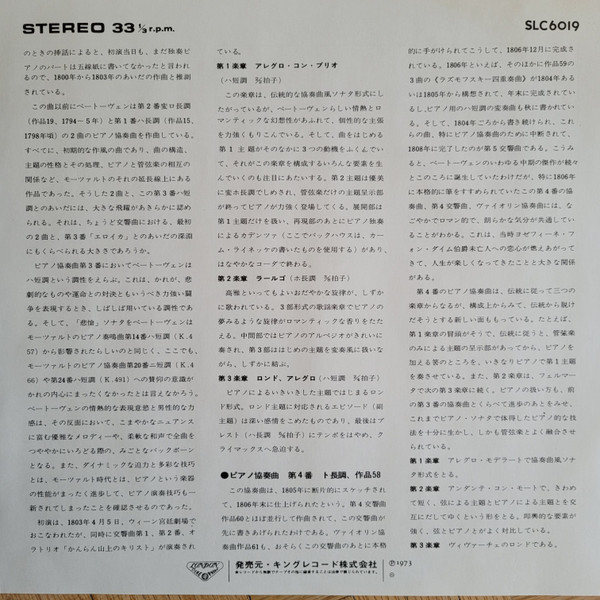 STEREO 33 1/3 r.p.m.
SLC6019
のときの挿話によると、初演当日も、まだ独奏ピ
アノのパートは五線紙に書いてなかったと言われ
るので、1800年から1803年のあいだの作曲と推測
されている。
この曲以前にベートーヴェンは第2番変ロ長調
(作品19、1794〜5年)と第1番ハ長調(作品15、
1798年頃)の2曲のピアノ協奏曲を作曲している。
すべてに、初期的な作風の曲であり、曲の構造、
主題の性格とその処理、ピアノと管弦楽の相互の
関係など、モーツァルトのそれの延長線上にある
作品であった。そうした2曲と、この第3番ハ短
調とのあいだには、大きな飛躍があきらかに認め
られる。それは、ちょうど交響曲における、最初
の2曲と、第3番「エロイカ」とのあいだの深淵
にもくらべられる大きさであろうか。
ピアノ協奏曲第3番においてベートーヴェンは
ハ短調という調性をえらぶ。これは、かれが、悲
劇的なものや運命との対決ともいうべき力強い闘
争を表現するとき、しばしば用いている調性であ
る。そして、「悲愴」ソナタをベートーヴェンは
モーツァルトのピアノ奏鳴曲第14番ハ短調(K.4
57)から影響されたらしいのと同じく、ここでも、
モーツァルトのピアノ協奏曲第20番ニ短調(K.4
66)や第24番ハ短調(K.491)への賛仰の意識が
かれの内心にまったくなかったとは言えなかろう。
ベートーヴェンの情熱的な表現意慾と男性的な力
感は、その反面において、こまやかなニュアンス
に富む優雅なメロディーや、柔軟な和声で全曲を
つややかにいろどる際の、みごとなバックボーン
となる。また、ダイナミックな迫力と多彩な技巧
とは、モーツァルト時代とは、ピアノという楽器
の性能がまったく進歩して、ピアノ演奏技巧も一
新されてしまったことを確認させるのであった。
初演は、1803年4月5日、ウィーン宮廷劇場で
おこなわれたが、同時に交響曲第1、第2番、オ
ラトリオ「かんらん山上のキリスト」が演奏され
ている。
第1楽章 アレグロ・コン・ブリオ
(ハ短調 2/2拍子)
この楽章は、伝統的な協奏曲風ソナタ形式にし
たがっているが、ベートーヴェンらしい情熱とロ
マンティックな幻想性があふれて、個性的な主張
を力強くもりこんでいる。そして、曲をはじめる
第1主題がそのなかに3つの動機をふくんでい
て、それがこの楽章を構成するいろんな要素を生
んでいくのも注目にあたいする。第2主題は優美
に変ホ長調でしめされ、管弦楽だけの主題呈示部
が終ってピアノが力強く登場してくる。展開部は
第1主題だけを扱い、再現部のあとにピアノ独奏
によるカデンツァ(ここでバックハウスは、カー
ル・ライネッケの書いたものを使用する)があり、
はなやかなコーダで終わる。
第2楽章 ラールゴ(ホ長調 3/8拍子)
高雅といってもよいおだやかな旋律が、しずか
に歌われている。3部形式の歌謡楽章でピアノの
夢みるような旋律がロマンティックな香りをたた
える。中間部ではピアノのアルペジオがきれいに
奏され、第3部ははじめの主題を変奏風に扱いな
がら、しずかに結ぶ。
第3楽章 ロンド、アレグロ(ハ短調 2/4拍子)
ピアノによるいきいきした主題ではじまるロン
ド形式。ロンド主題に対応されるエピソード(副
主題)は深い感情をこめたものであり、最後はプ
レスト(ハ長調 6/8拍子)にテンポをはやめ、ク
ライマックスへ急迫する。
●ピアノ協奏曲 第4番 ト長調、作品58
この協奏曲は、1805年に断片的にスケッチされ
て、1806年末に仕上げられたという。第4交響曲
作品60とほぼ並行して作曲されて、この交響曲が
先に書きあげられたわけである。ヴァイオリン協
奏曲作品61も、おそらくこの交響曲のあとに本格
的に手がけられてこうして、1806年12月に完成さ
れている。1806年といえば、そのほかに作品59の
3曲の《ラズモフスキー四重奏曲》が1804年ある
いは1805年から構想されて、年末に完成されてい
るし、ピアノ用のハ短調の変奏曲も秋に書かれてい
る。そして、1804年ごろから書き続けられ、これ
らの曲、特にピアノ協奏曲のために中断されて、
1808年に完了したのが第5交響曲である。こうみ
ると、ベートーヴェンのいわゆる中期の傑作が続々
とこのころに誕生していたわけだが、特に1806年
に本格的に筆をすすめられていたこの第4番の協
奏曲、第4交響曲、ヴァイオリン協奏曲には、な
ごやかでロマン的で、朗らかな気分が共通している
ことがわかる。これは、当時ヨゼフィーネ・フ
ォン・ダイム伯爵未亡人への恋心が燃えあがって
きて、人生が楽しくなってきたことと大きな関係
がある。
第4番のピアノ協奏曲は、伝統に従って三つの
楽章からなるが、構成上からみて、伝統から脱け
だそうとする新しい面ももっている。たとえば、
第1楽章の冒頭がそうで、伝統に従うと、管弦楽
のみによる主題の呈示部があってから、ピアノを
加える筈のところを、いきなりピアノで第1主題
を奏させている。また、第2楽章は、フェルマー
タで次の第3楽章に続く。ピアノの扱い方も、前
の第3番の協奏曲とくらべて進歩のあとをみせ、
これまでピアノ・ソナタで体得したピアノ的な技
法を十分に生かし、しかも管弦楽とよく融合させ
られている。
第1楽章 アレグロ・モデラートで協奏曲風ソナ
タ形式をとる。
第2楽章 アンダンテ・コン・モートで、きわめ
て短く、弦による主題とピアノによる主題とを交
互にだしてゆくという形をとる。即興的な要素が
強く、弦とピアノとがよく対比している。
第3楽章 ヴィヴァーチェのロンドである。
LONDON
発売元・キングレコード株式会社
Ⓟ1973